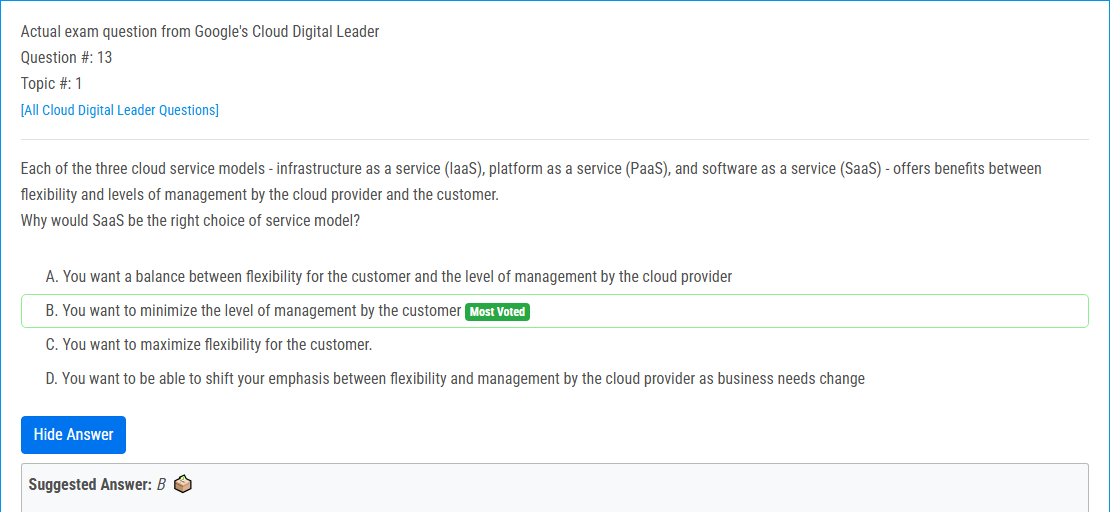 Actual exam question from Google's Cloud Digital Leader
Question #: 13
Topic #: 1
[All Cloud Digital Leader Questions]
Each of the three cloud service models - infrastructure as a service (IaaS), platform as a service (PaaS), and software as a service (SaaS) - offers benefits between
flexibility and levels of management by the cloud provider and the customer.
Why would SaaS be the right choice of service model?
A. You want a balance between flexibility for the customer and the level of management by the cloud provider
B. You want to minimize the level of management by the customer Most Voted
C. You want to maximize flexibility for the customer.
D. You want to be able to shift your emphasis between flexibility and management by the cloud provider as business needs change
Hide Answer
Suggested Answer: B